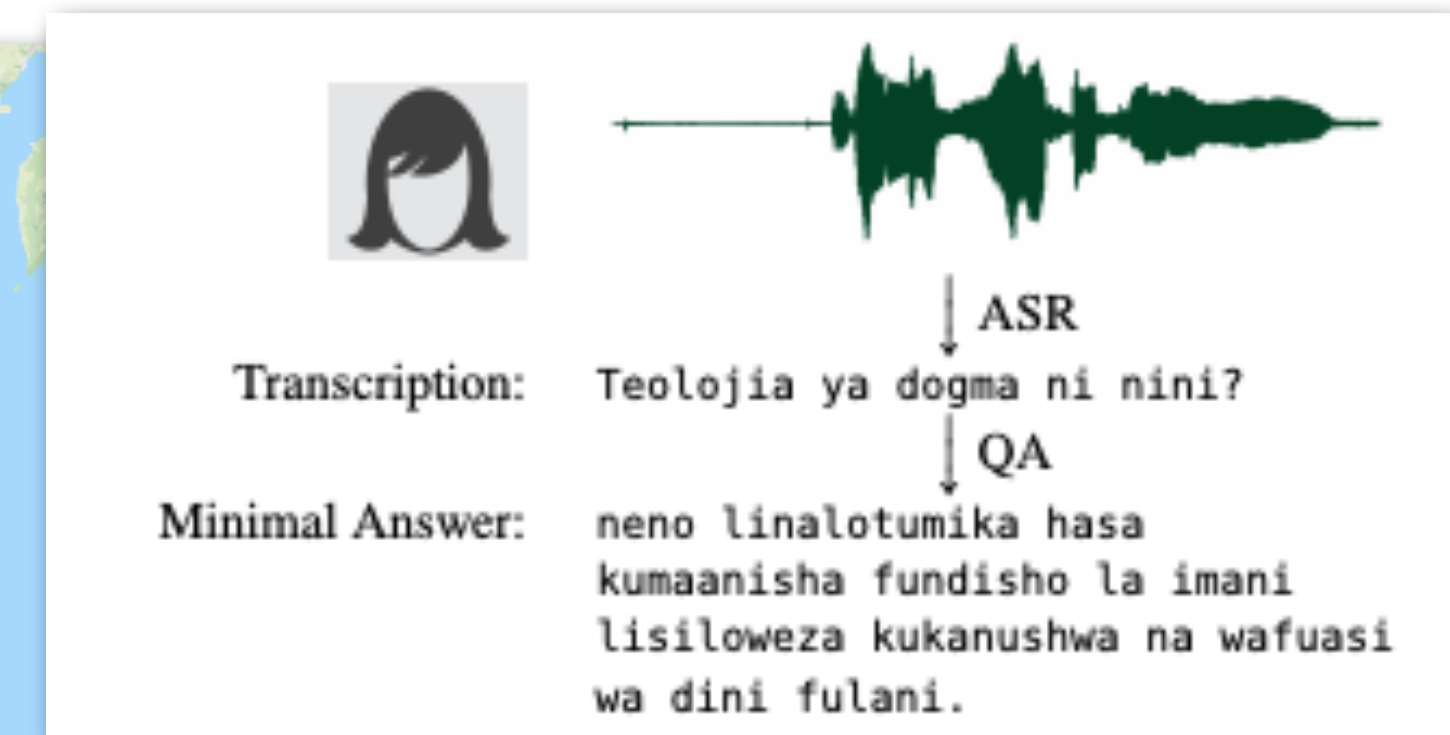 ASR
Transcription: Teolojia ya dogma ni nini?
QA
Minimal Answer: neno linalotumika hasa
kumaanisha fundisho la imani
lisiloweza kukanushwa na wafuasi
wa dini fulani.